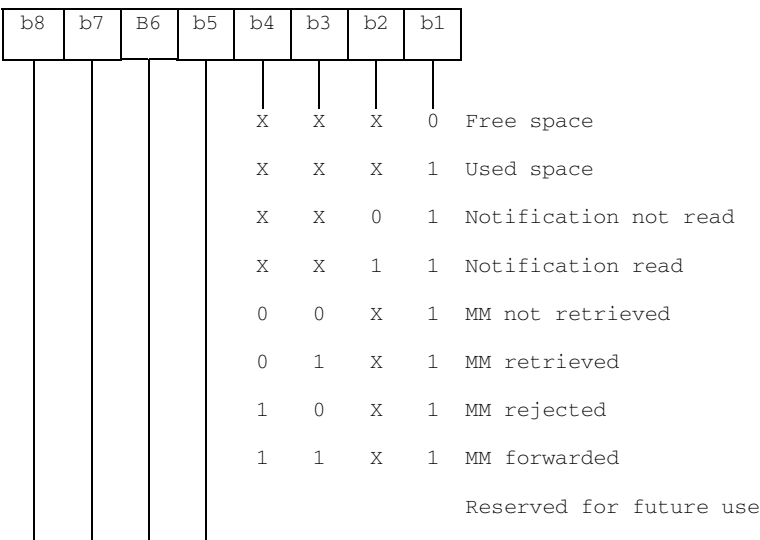 b8 b7 B6 b5 b4 b3 b2 b1
X X X 0 Free space
X X X 1 Used space
X X 0 1 Notification not read
X X 1 1 Notification read
0 0 X 1 MM not retrieved
0 1 X 1 MM retrieved
1 0 X 1 MM rejected
1 1 X 1 MM forwarded
Reserved for future use